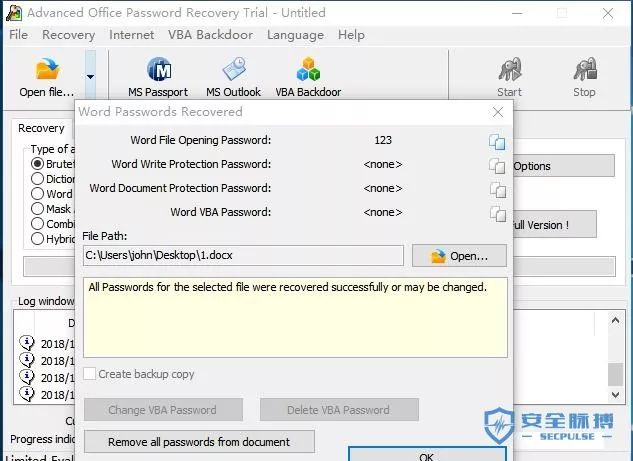 Advanced Office Password Recovery Trial - Untitled
File Recovery Internet VBA Backdoor Language Help
Open file... MS Passport MS Outlook VBA Backdoor Start Stop
Word Passwords Recovered
Recovery
Word File Opening Password: 123
Type of a
Brutef
Word Write Protection Password: <none>
Options
Diction
Word Document Protection Password: <none>
Word
Mask
Word VBA Password: <none>
Combi
Full Version !
Hybric
File Path:
C:\Users\john\Desktop\1.docx Open...
All Passwords for the selected file were recovered successfully or may be changed.
Log window
D
2018/1
2018/1
2018/1
2018/1
Create backup copy
Change VBA Password Delete VBA Password
Cu
Progress indic
Remove all passwords from document
OK
Limited Eval
安全脉搏
SECPULSE